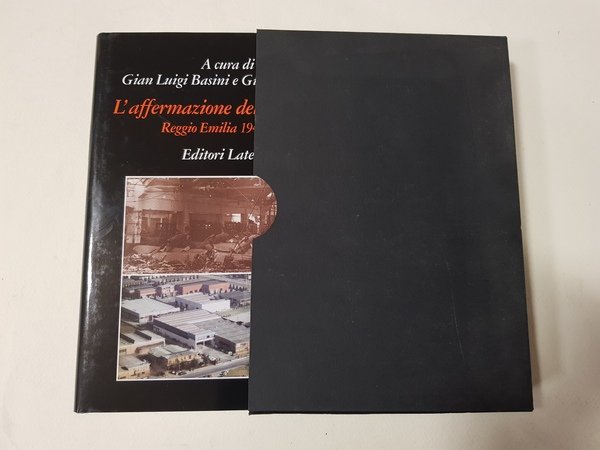 A cura di
Gian Luigi Basini e
L'affermazione
Reggio Emilia
Editori